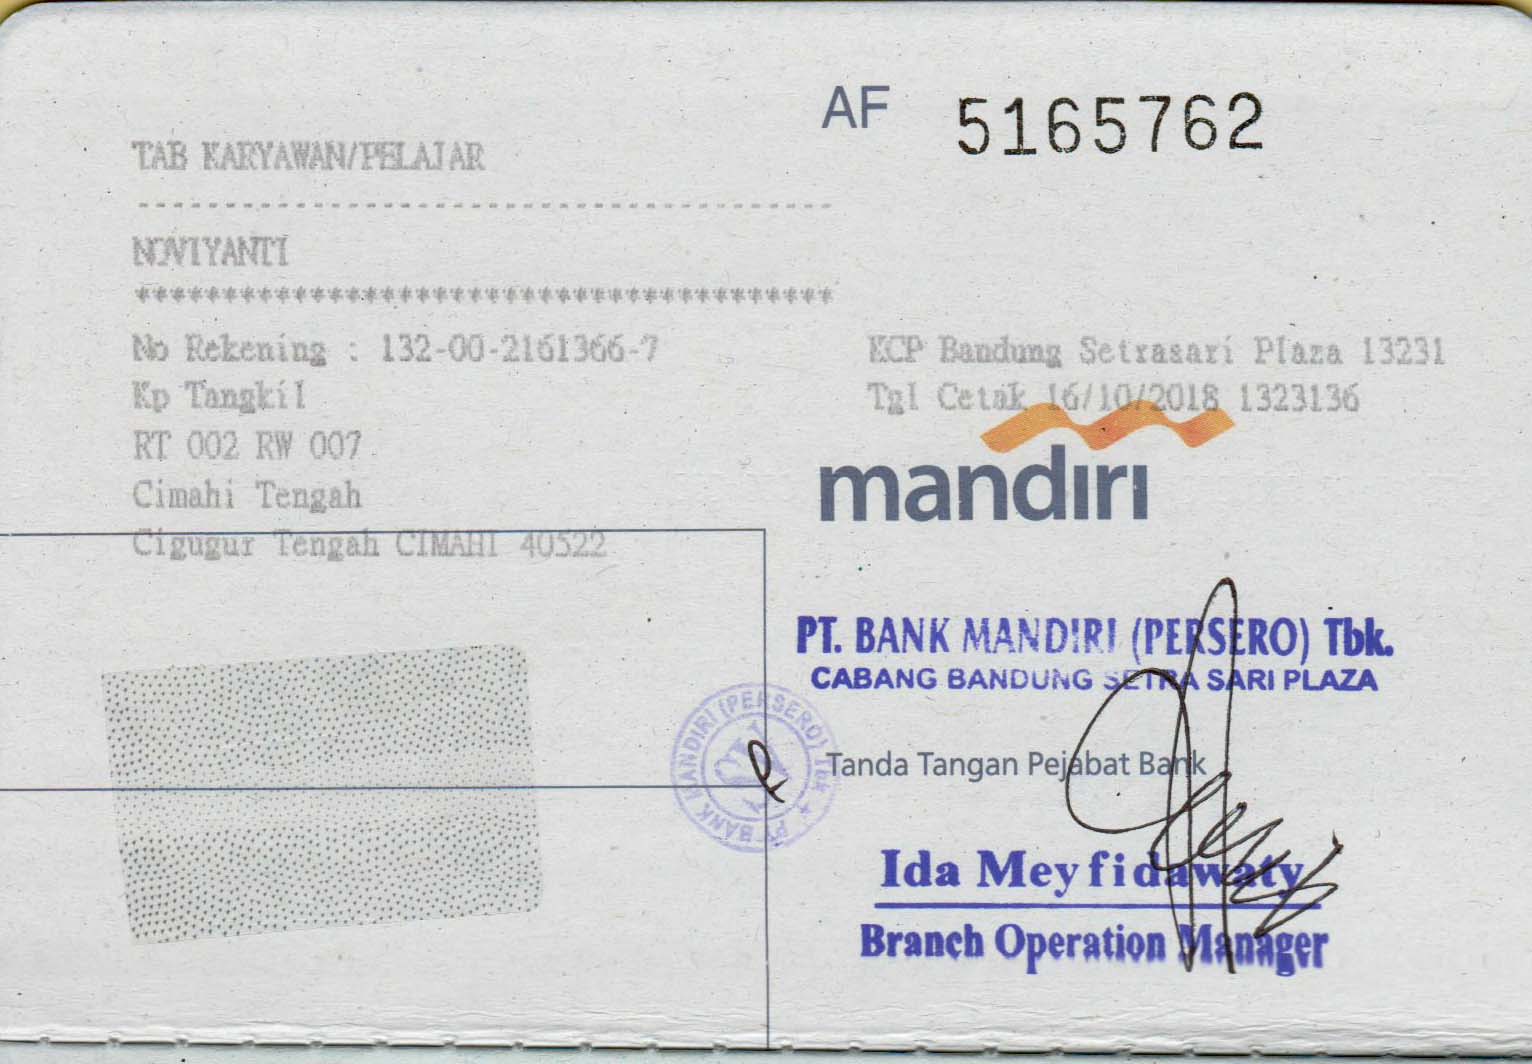 AF 5165762
TAB KARYAWAN/PELAJAR
----------------------------------------
NOVIYANTI
****************************************
No Rekening : 132-00-2161366-7
Kp Tangkil
RT 002 RW 007
Cimahi Tengah
Cigugur Tengah CIMAHI 40522
KCP Bandung Setrasari Plaza 13231
Tgl Cetak 16/10/2018 1323136
mandırı
PT. BANK MANDIRI (PERSERO) Tbk.
CABANG BANDUNG SETRA SARI PLAZA
PT BANK MANDIRI (PERSERO) Tbk
Tanda Tangan Pejabat Bank
Ida Meyfidawaty
Branch Operation Manager